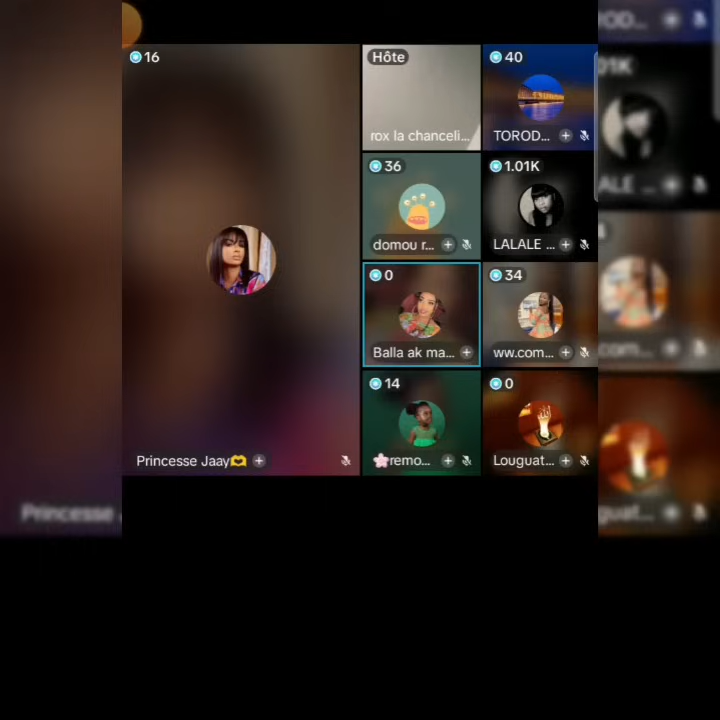 16
Princesse Jaay🫶
Hôte
rox la chanceli...
40
TOROD...
36
domou r...
1.01K
LALALE ...
0
Balla ak ma...
34
ww.com...
14
🌸remo...
0
Louguat...